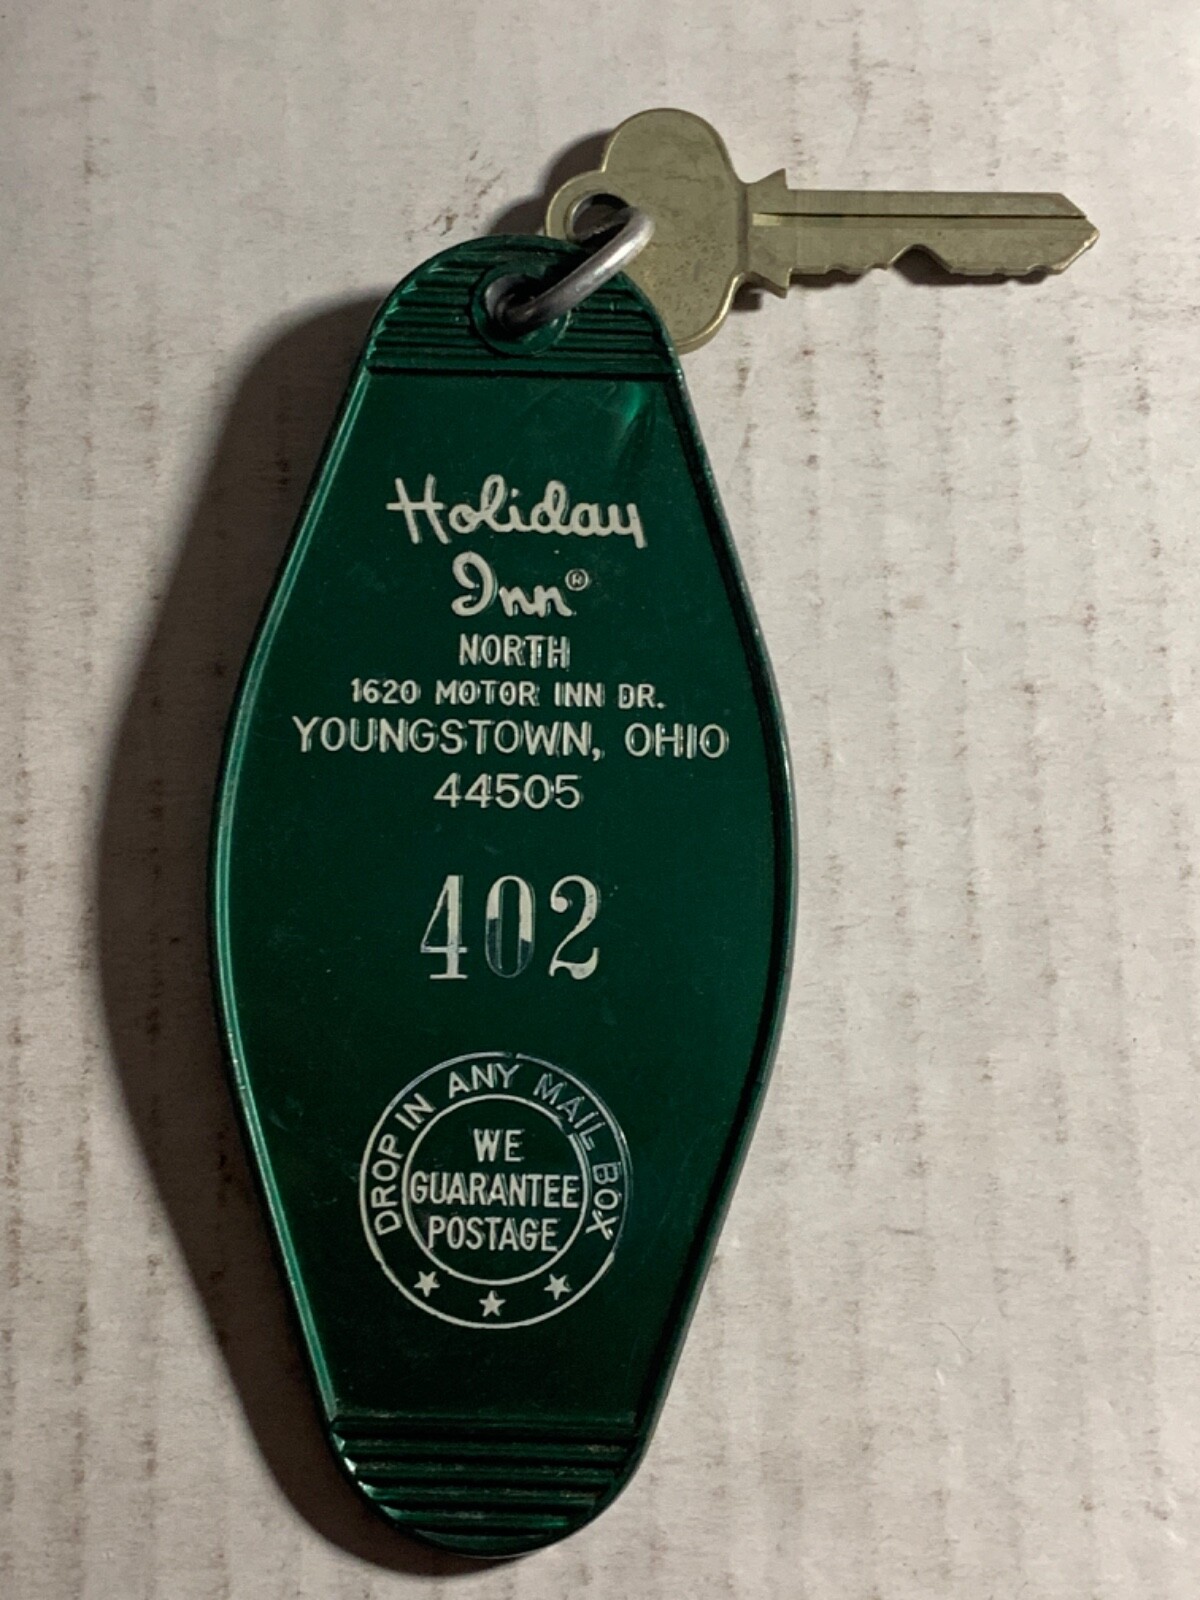 Holiday
Inn®
NORTH
1620 MOTOR INN DR.
YOUNGSTOWN, OHIO
44505
402
DROP IN ANY MAIL BOX
WE
GUARANTEE
POSTAGE